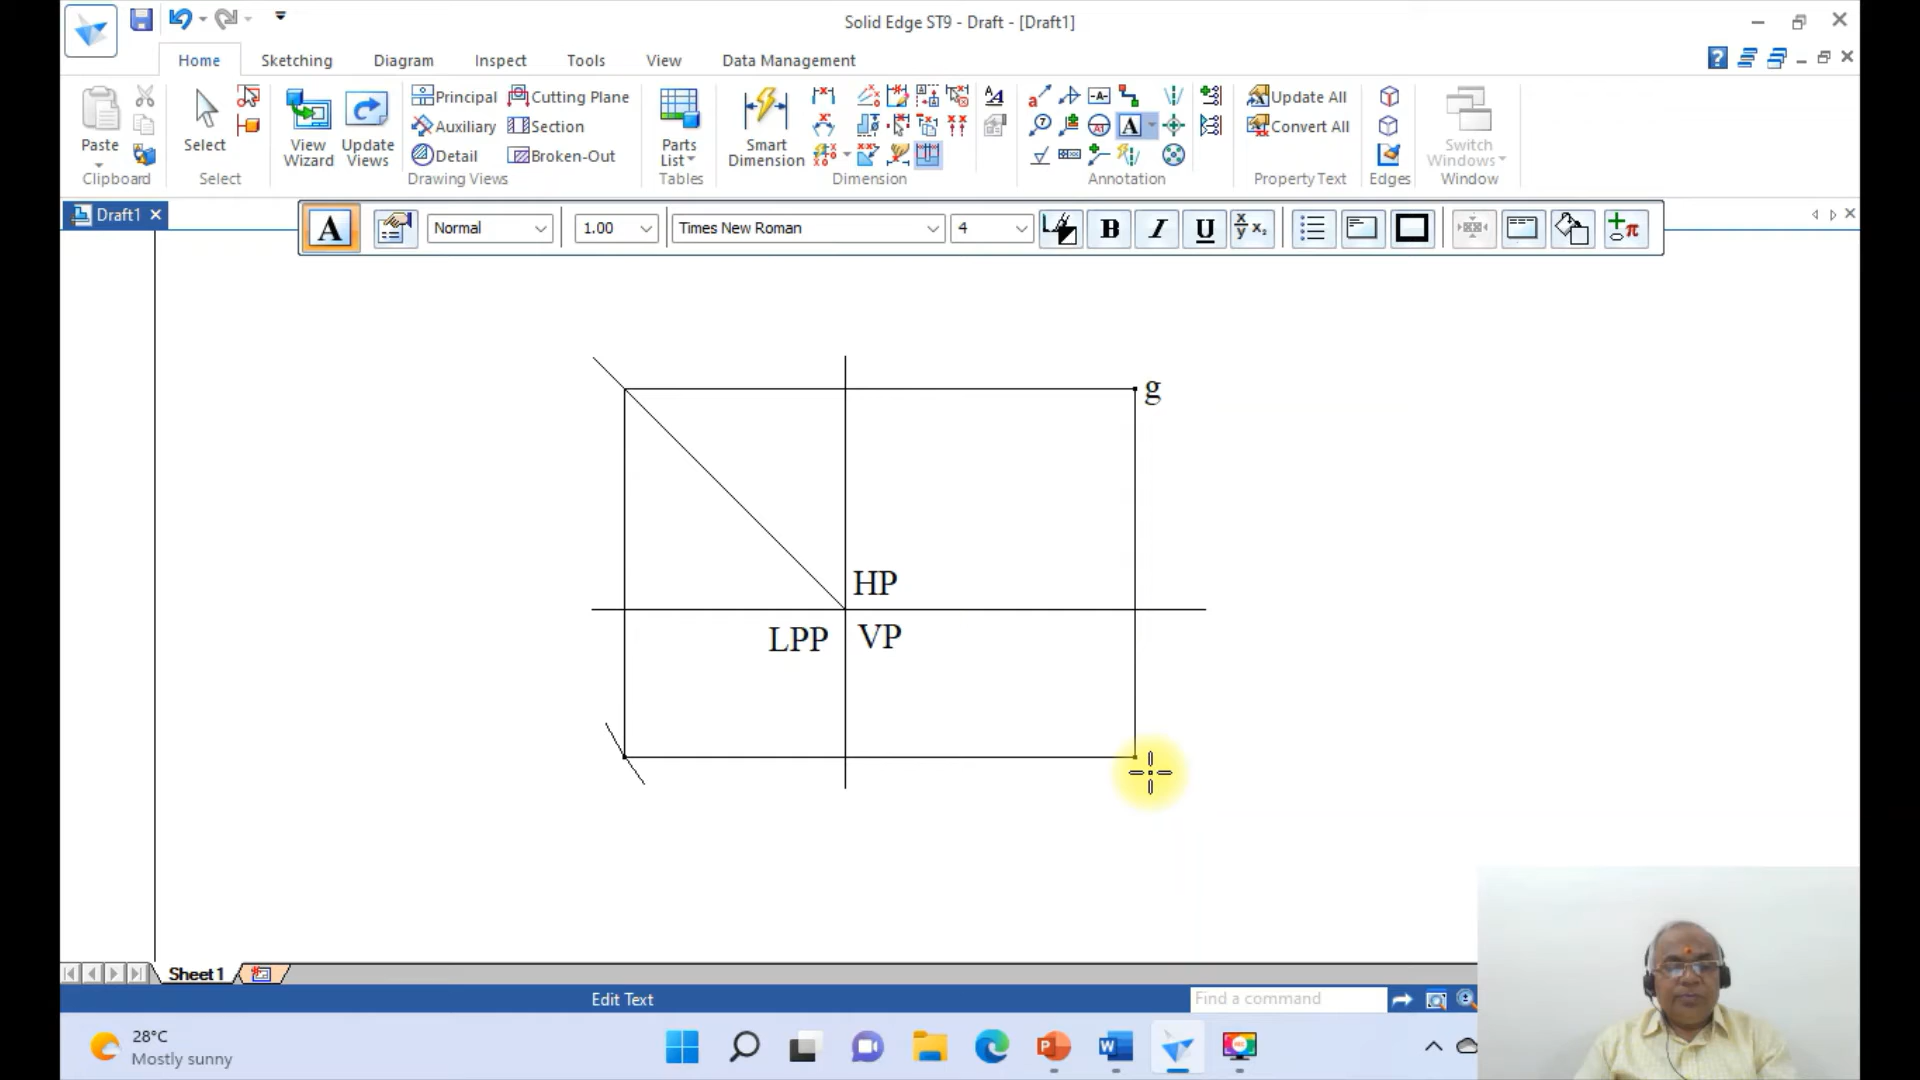 Solid Edge ST9 - Draft - [Draft1]
Home Sketching Diagram Inspect Tools View Data Management
Paste
Clipboard
Select
Select
View Wizard
Update Views
Principal
Auxiliary
Detail
Cutting Plane
Section
Broken-Out
Drawing Views
Parts List
Tables
Smart Dimension
Dimension
Annotation
Update All
Convert All
Property Text
Edges
Switch Windows
Window
Draft1
A Normal 1.00 Times New Roman 4 B I U
g
HP
LPP VP
Sheet1
Edit Text
Find a command
28°C
Mostly sunny